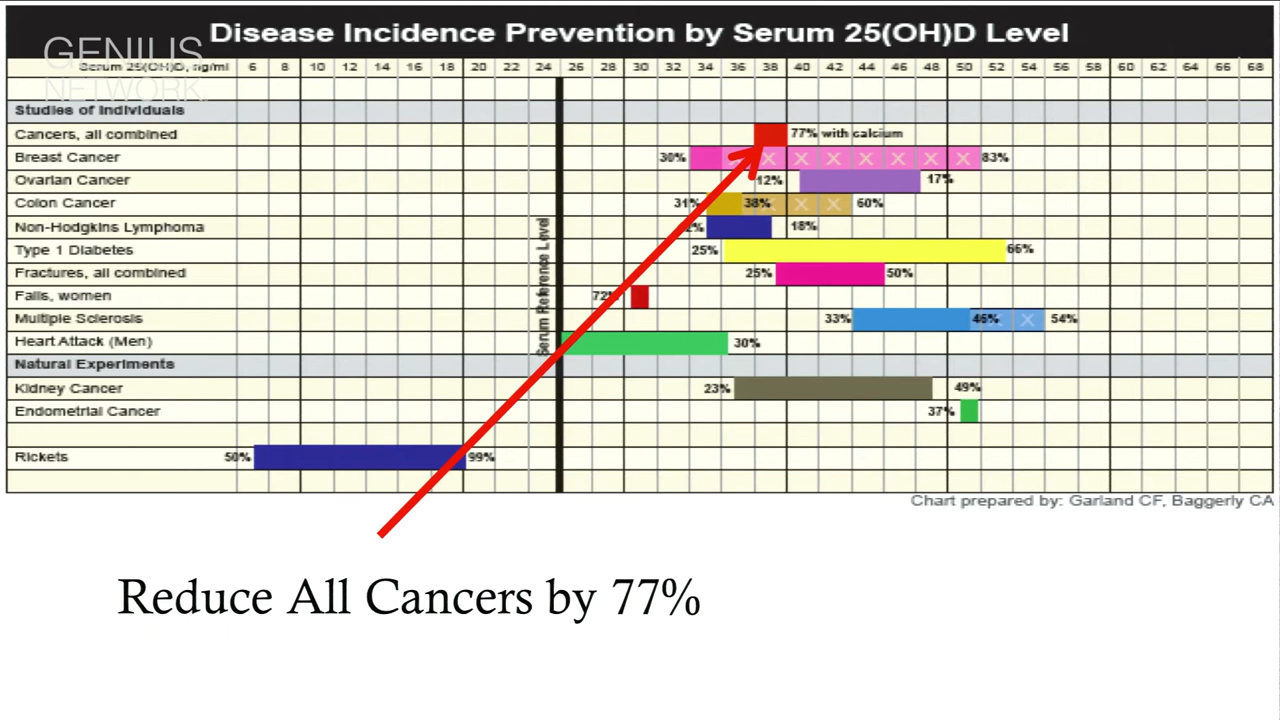 Disease Incidence Prevention by Serum 25(OH)D Level
GENIUS
NETWORK
Serum 25(OH)D, ng/ml 6 8 10 12 14 16 18 20 22 24 26 28 30 32 34 36 38 40 42 44 46 48 50 52 54 56 58 60 62 64 66 68
Studies of Individuals
Cancers, all combined 77% with calcium
Breast Cancer 30% 83%
Ovarian Cancer 12% 17%
Colon Cancer 31% 38% 60%
Non-Hodgkins Lymphoma 18%
Type 1 Diabetes 25% 66%
Fractures, all combined 25% 50%
Falls, women 72%
Multiple Sclerosis 33% 46% 54%
Heart Attack (Men) 30%
Serum Reference Level
Natural Experiments
Kidney Cancer 23% 49%
Endometrial Cancer 37%
Rickets 50% 99%
Chart prepared by: Garland CF, Baggerly CA
Reduce All Cancers by 77%